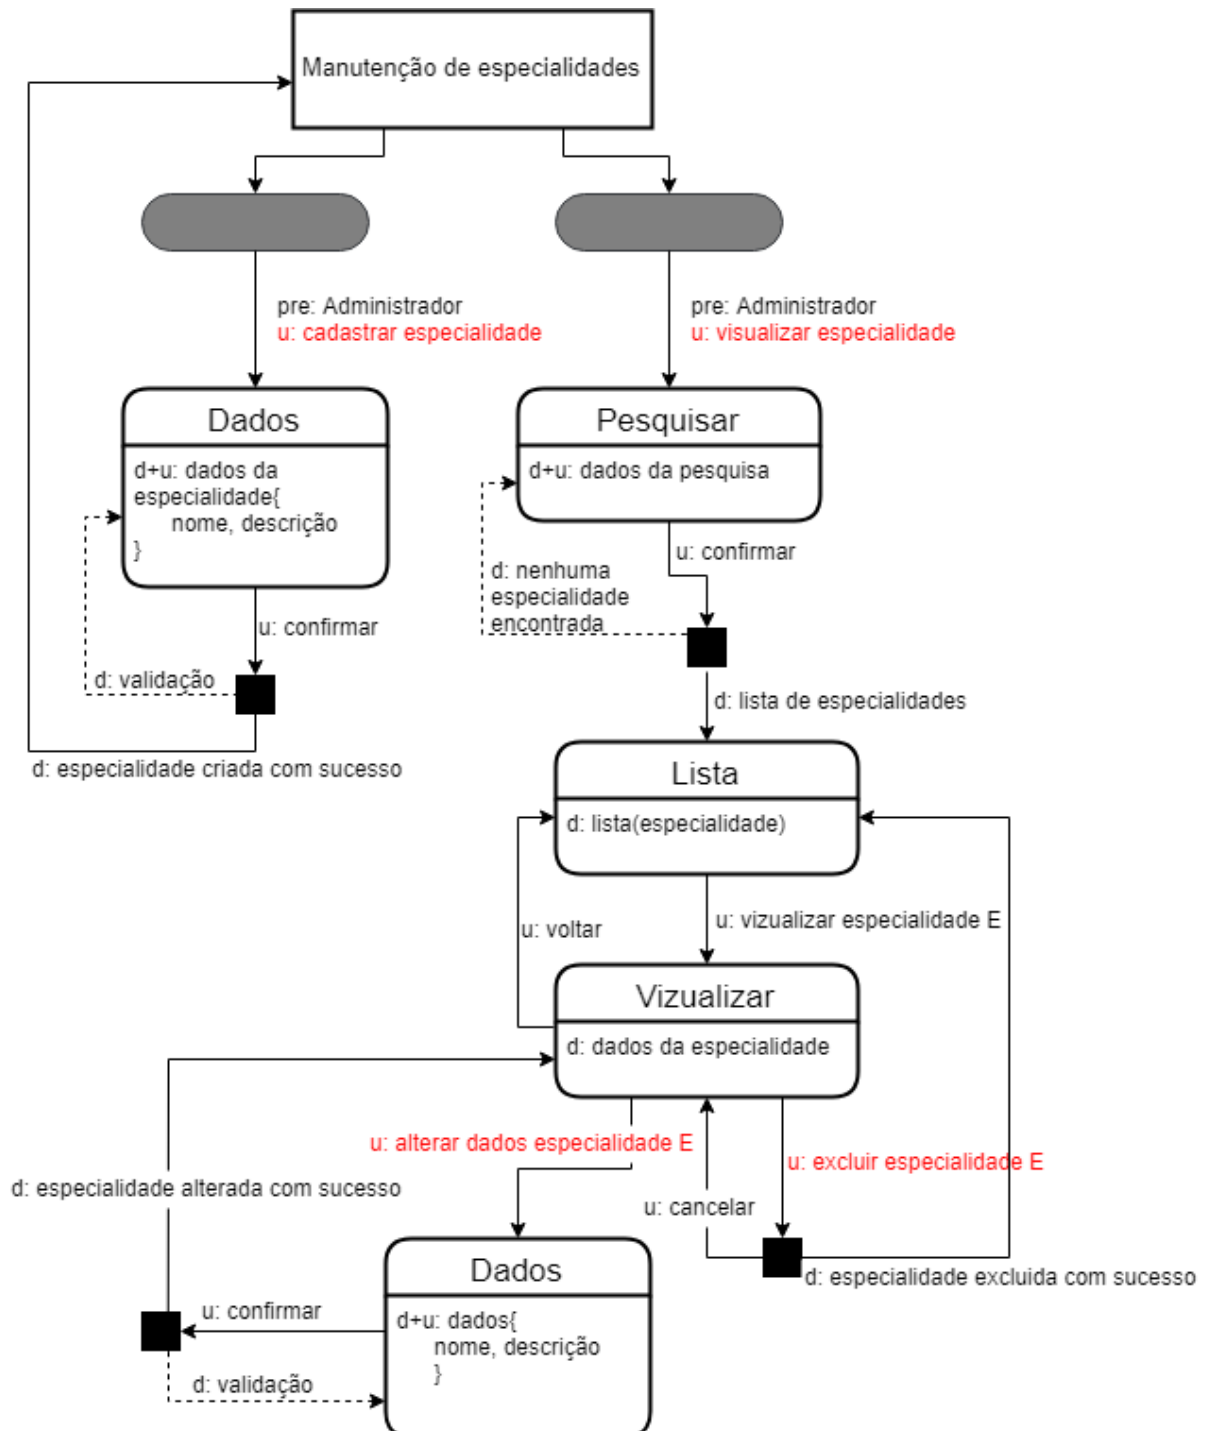 Manutenção de especialidades
pre: Administrador
u: cadastrar especialidade
pre: Administrador
u: visualizar especialidade
Dados
d+u: dados da
especialidade{
nome, descrição
}
Pesquisar
d+u: dados da pesquisa
u: confirmar
d: nenhuma
especialidade
encontrada
u: confirmar
d: validação
d: lista de especialidades
d: especialidade criada com sucesso
Lista
d: lista(especialidade)
u: voltar
u: vizualizar especialidade E
Vizualizar
d: dados da especialidade
u: alterar dados especialidade E
u: excluir especialidade E
d: especialidade alterada com sucesso
u: cancelar
d: especialidade excluida com sucesso
Dados
d+u: dados{
nome, descrição
}
u: confirmar
d: validação